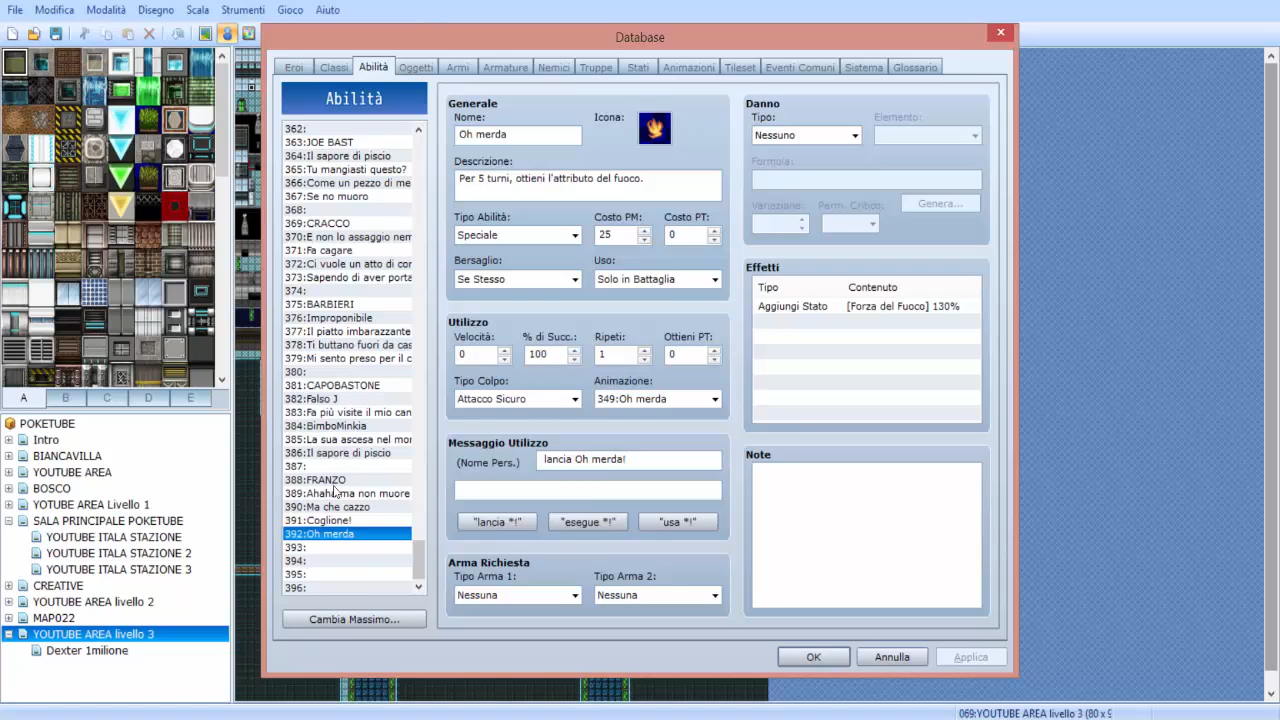 File Modifica Modalità Disegno Scala Strumenti Gioco Aiuto
Database
Eroi Classi Abilità Oggetti Armi Armature Nemici Truppe Stati Animazioni Tileset Eventi Comuni Sistema Glossario
Abilità
362:
363:JOE BAST
364:Il sapore di piscio
365:Tu mangiasti questo?
366:Come un pezzo di me
367:Se no muoro
368:
369:CRACCO
370:E non lo assaggio nem
371:Fa cagare
372:Ci vuole un atto di cor
373:Sapendo di aver porta
374:
375:BARBIERI
376:Improponibile
377:Il piatto imbarazzante
378:Ti buttano fuori da cas
379:Mi sento preso per il c
380:
381:CAPOBASTONE
382:Falso J
383:Fa più visite il mio can
384:BimboMinkia
385:La sua ascesa nel mor
386:Il sapore di piscio
387:
388:FRANZO
389:Ahah ma non muore
390:Ma che cazzo
391:Coglione!
392:Oh merda
393:
394:
395:
396:
Cambia Massimo...
Generale
Nome: Icona:
Oh merda
Descrizione:
Per 5 turni, ottieni l'attributo del fuoco.
Tipo Abilità: Costo PM: Costo PT:
Speciale 25 0
Bersaglio: Uso:
Se Stesso Solo in Battaglia
Utilizzo
Velocità: % di Succ.: Ripeti: Ottieni PT:
0 100 1 0
Tipo Colpo: Animazione:
Attacco Sicuro 349:Oh merda
Messaggio Utilizzo
(Nome Pers.) lancia Oh merda!
"lancia *!" "esegue *!" "usa *!"
Arma Richiesta
Tipo Arma 1: Tipo Arma 2:
Nessuna Nessuna
Danno
Tipo: Elemento:
Nessuno
Formula:
Variazione: Perm. Critico:
Genera...
Effetti
Tipo Contenuto
Aggiungi Stato [Forza del Fuoco] 130%
Note
OK Annulla Applica
A B C D E
POKETUBE
Intro
BIANCAVILLA
YOUTUBE AREA
BOSCO
YOTUBE AREA Livello 1
SALA PRINCIPALE POKETUBE
YOUTUBE ITALA STAZIONE
YOUTUBE ITALA STAZIONE 2
YOUTUBE ITALA STAZIONE 3
CREATIVE
YOUTUBE AREA livello 2
MAP022
YOUTUBE AREA livello 3
Dexter 1milione
069:YOUTUBE AREA livello 3 (80 x 9